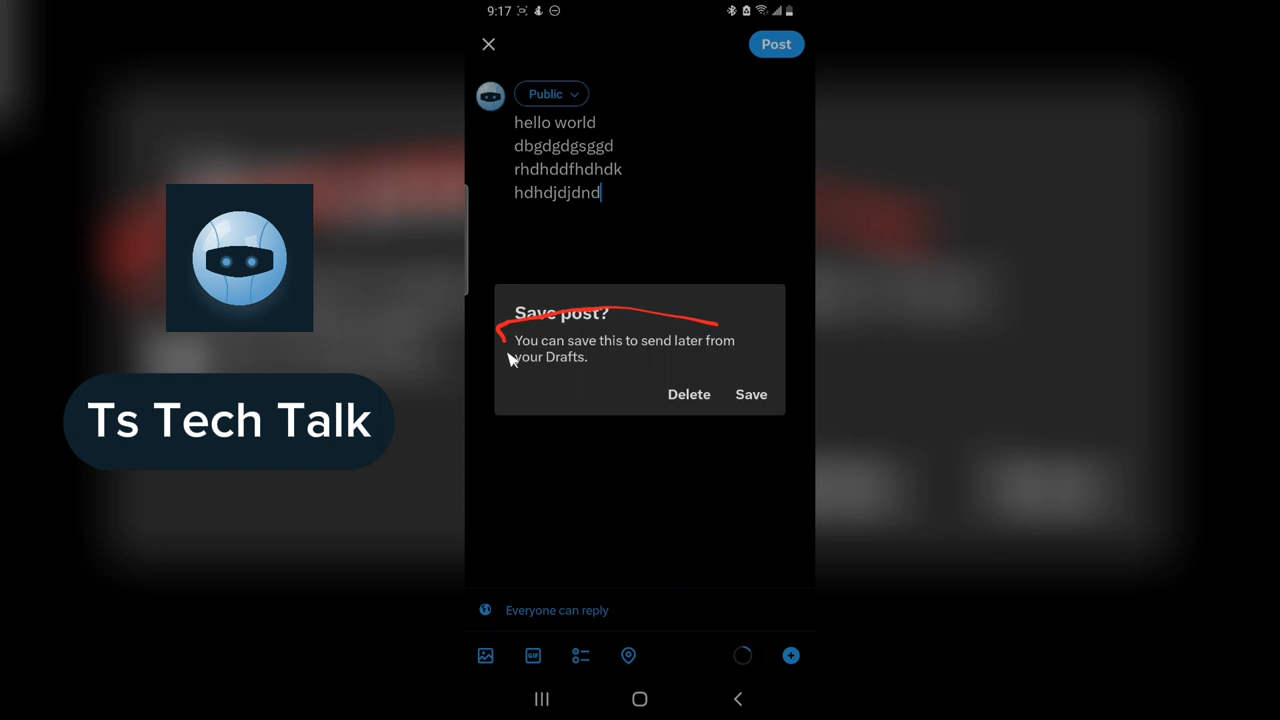 9:17
Post
Public
hello world
dbgdgdgsggd
rhdhddfhdhdk
hdhdjdjdnd
Ts Tech Talk
Save post?
You can save this to send later from
your Drafts.
Delete Save
Everyone can reply
GIF